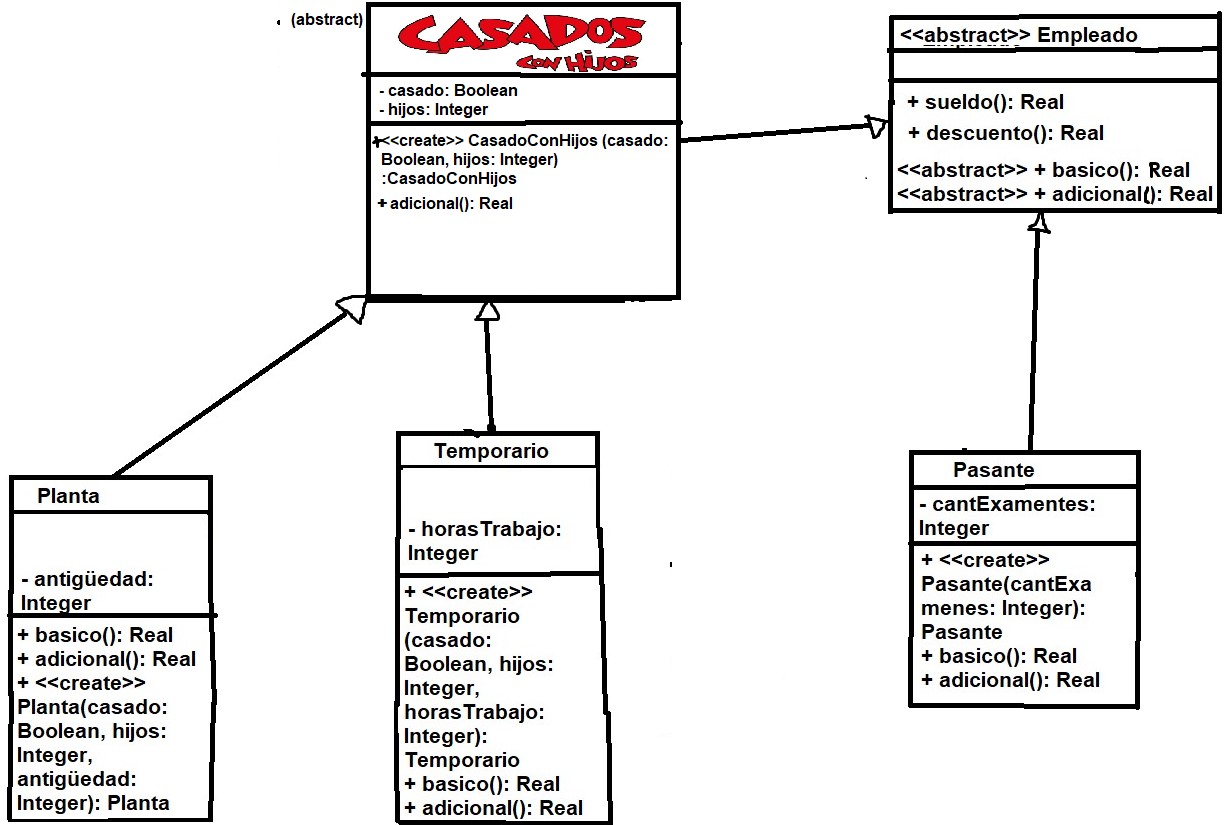 (abstract)
CASADOS
CON HIJOS
- casado: Boolean
- hijos: Integer
+<<create>> CasadoConHijos (casado:
Boolean, hijos: Integer)
:CasadoConHijos
+ adicional(): Real
<<abstract>> Empleado
+ sueldo(): Real
+ descuento(): Real
<<abstract>> + basico(): Real
<<abstract>> + adicional(): Real
Planta
- antigüedad:
Integer
+ basico(): Real
+ adicional(): Real
+ <<create>>
Planta(casado:
Boolean, hijos:
Integer,
antigüedad:
Integer): Planta
Temporario
- horasTrabajo:
Integer
+ <<create>>
Temporario
(casado:
Boolean, hijos:
Integer,
horasTrabajo:
Integer):
Temporario
+ basico(): Real
+ adicional(): Real
Pasante
- cantExamentes:
Integer
+ <<create>>
Pasante(cantExa
menes: Integer):
Pasante
+ basico(): Real
+ adicional(): Real